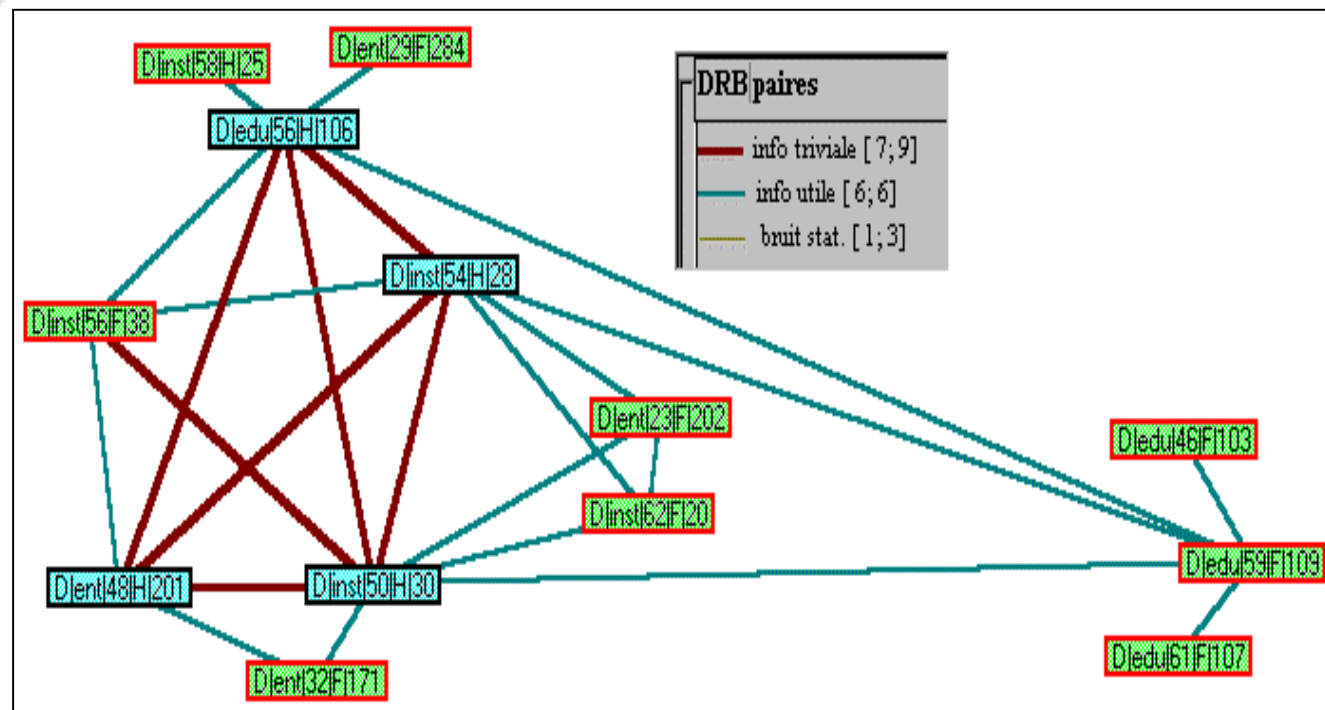 D|ent|29|F|284
D|inst|58|H|25
D|edu|56|H|106
DRB paires
info triviale [ 7; 9]
info utile [ 6; 6]
bruit stat. [ 1; 3]
D|inst|54|H|28
D|inst|56|F|38
D|ent|23|F|202
D|edu|46|F|103
D|inst|62|F|20
D|edu|59|F|109
D|ent|48|H|201
D|inst|50|H|30
D|edu|61|F|107
D|ent|32|F|171